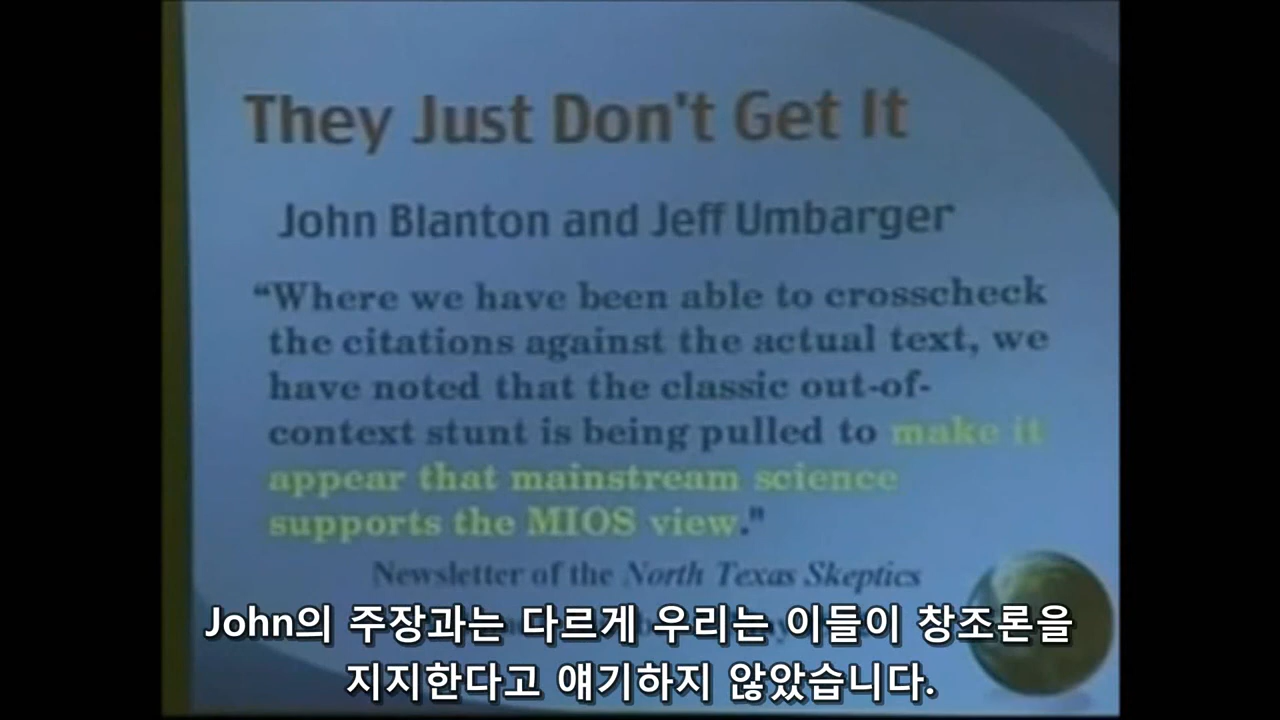 They Just Don't Get It
John Blanton and Jeff Umbarger
“Where we have been able to crosscheck
the citations against the actual text, we
have noted that the classic out-of-
context stunt is being pulled to make it
appear that mainstream science
supports the MIOS view."
Newsletter of the North Texas Skeptics
John의 주장과는 다르게 우리는 이들이 창조론을
지지한다고 얘기하지 않았습니다.